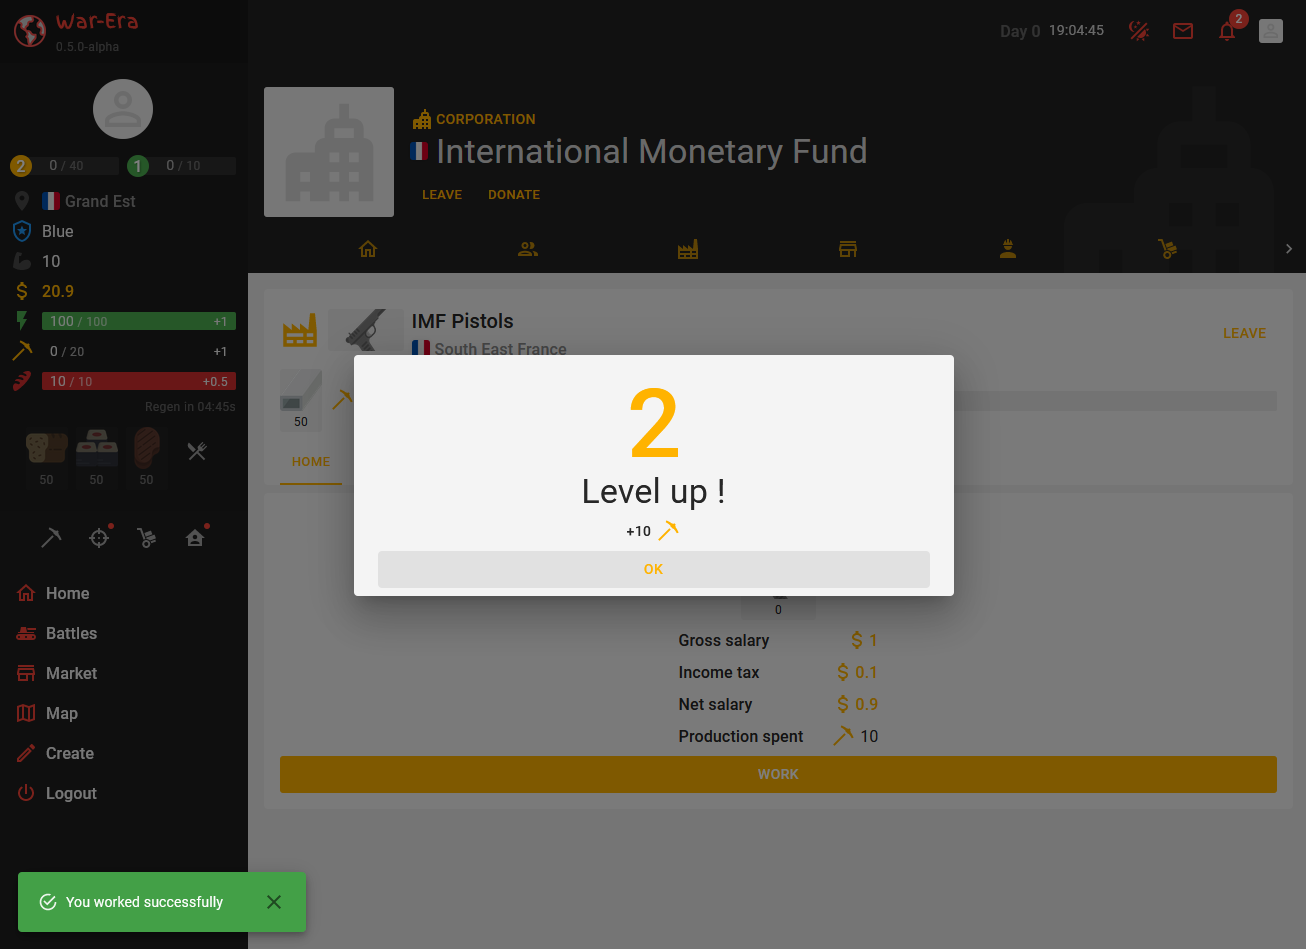 War-Era
0.5.0-alpha
Day 0 19:04:45
2
2 0 / 40 1 0 / 10
Grand Est
Blue
10
$ 20.9
100 / 100 +1
0 / 20 +1
10 / 10 +0.5
Regen in 04:45s
50 50 50
Home
Battles
Market
Map
Create
Logout
CORPORATION
International Monetary Fund
LEAVE DONATE
IMF Pistols
South East France
LEAVE
50
HOME
2
Level up !
+10
OK
0
Gross salary $ 1
Income tax $ 0.1
Net salary $ 0.9
Production spent 10
WORK
You worked successfully